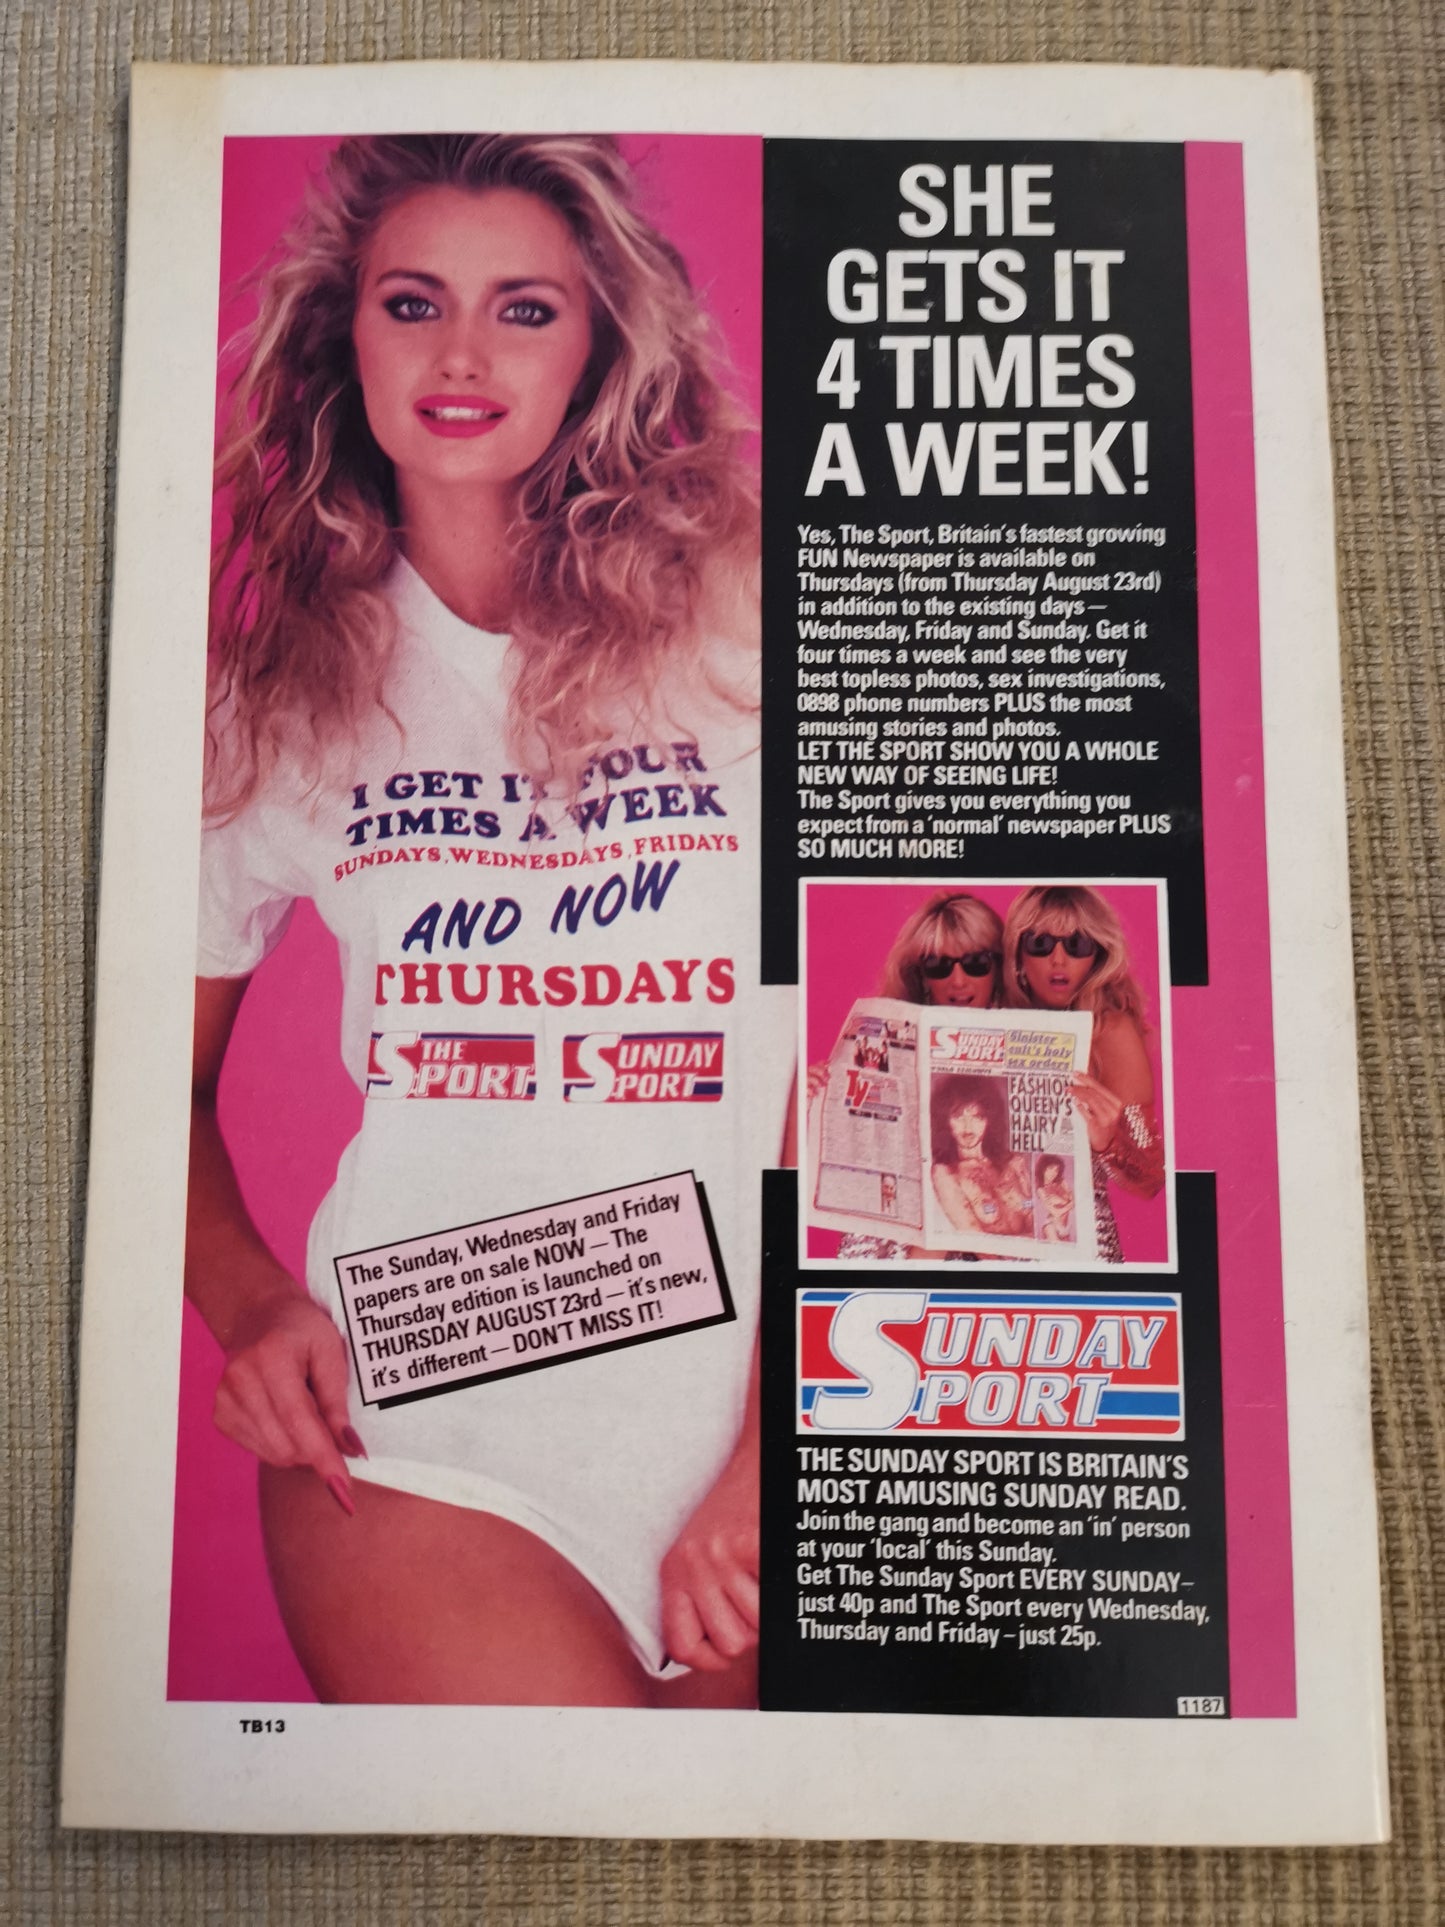 SHE
GETS IT
4 TIMES
A WEEK!
Yes, The Sport, Britain's fastest growing
FUN Newspaper is available on
Thursdays (from Thursday August 23rd)
in addition to the existing days —
Wednesday, Friday and Sunday. Get it
four times a week and see the very
best topless photos, sex investigations,
0898 phone numbers PLUS the most
amusing stories and photos.
LET THE SPORT SHOW YOU A WHOLE
NEW WAY OF SEEING LIFE!
The Sport gives you everything you
expect from a 'normal' newspaper PLUS
SO MUCH MORE!
I GET IT FOUR
TIMES A WEEK
SUNDAYS, WEDNESDAYS, FRIDAYS
AND NOW
THURSDAYS
THE SPORT
SUNDAY SPORT
The Sunday, Wednesday and Friday
papers are on sale NOW — The
Thursday edition is launched on
THURSDAY AUGUST 23rd — it's new,
it's different — DON'T MISS IT!
SUNDAY
SPORT
Sinister
cult's holy
sex orders
FASHION
QUEEN'S
HAIRY
HELL
TV
SUNDAY
SPORT
THE SUNDAY SPORT IS BRITAIN'S
MOST AMUSING SUNDAY READ.
Join the gang and become an 'in' person
at your 'local' this Sunday.
Get The Sunday Sport EVERY SUNDAY–
just 40p and The Sport every Wednesday,
Thursday and Friday – just 25p.
1187
TB13